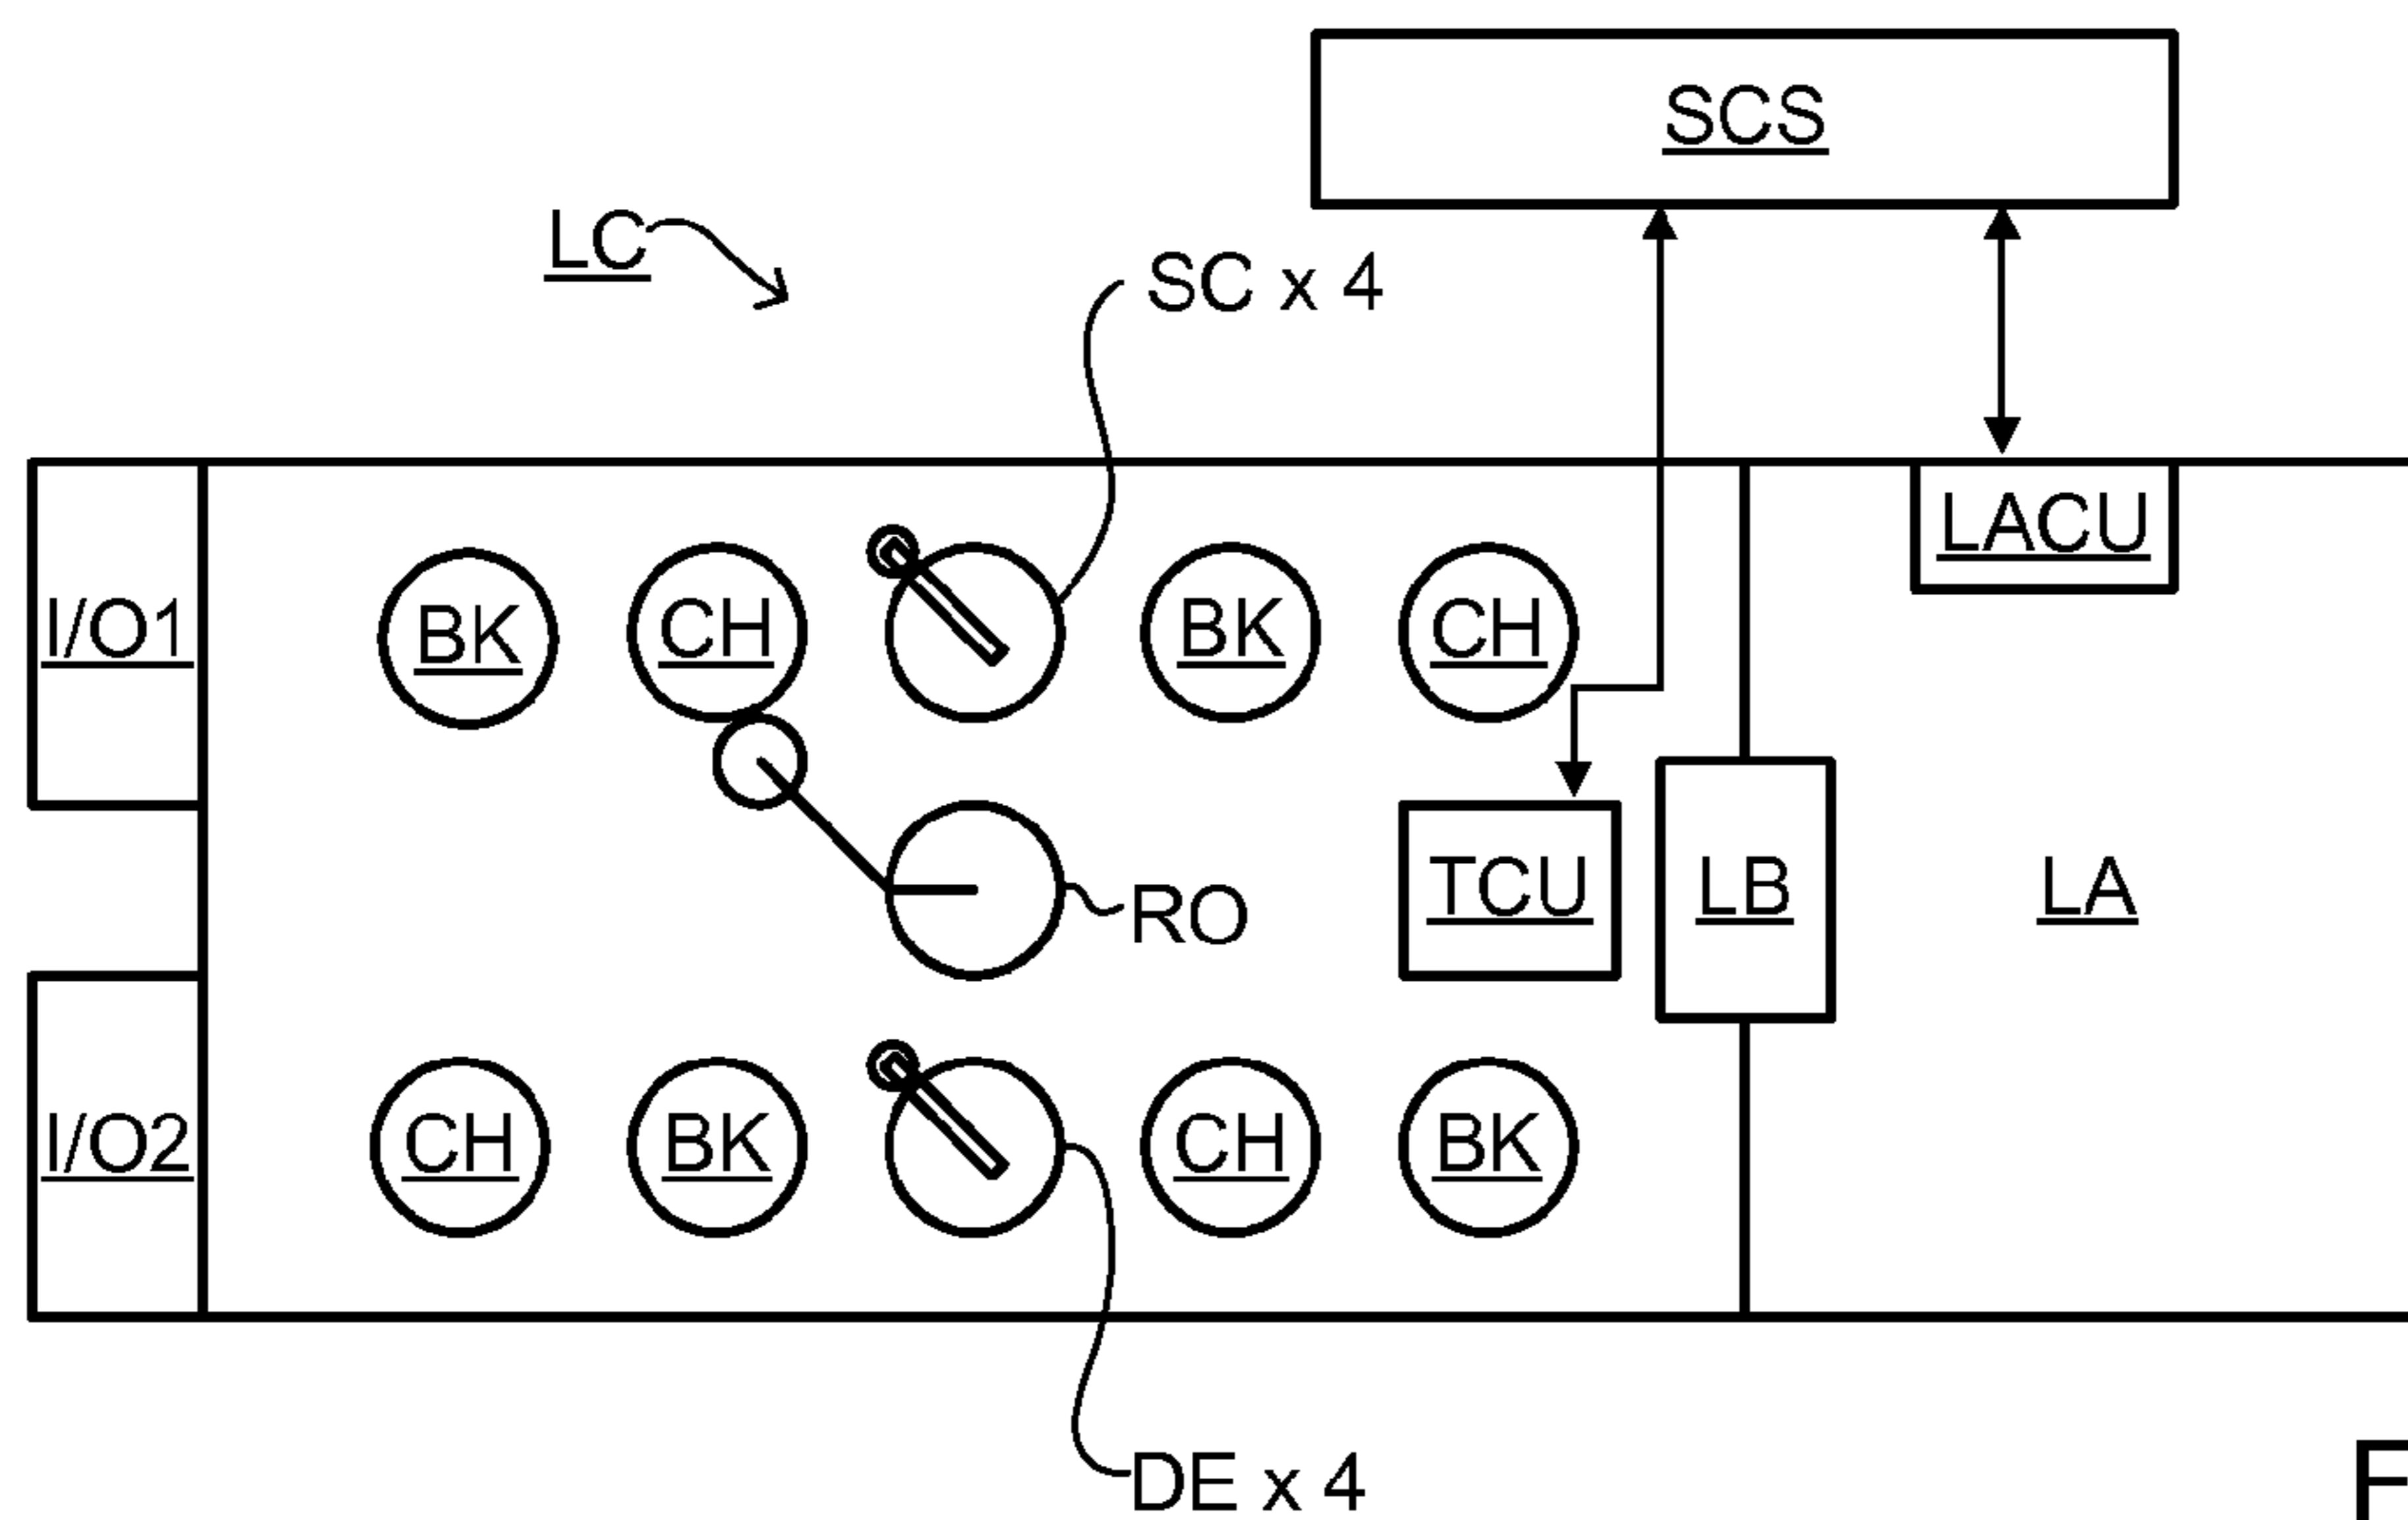 SCS
LC
SC x 4
LACU
I/O1
BK
CH
BK
CH
TCU
LB
LA
RO
I/O2
CH
BK
CH
BK
DE x 4
F